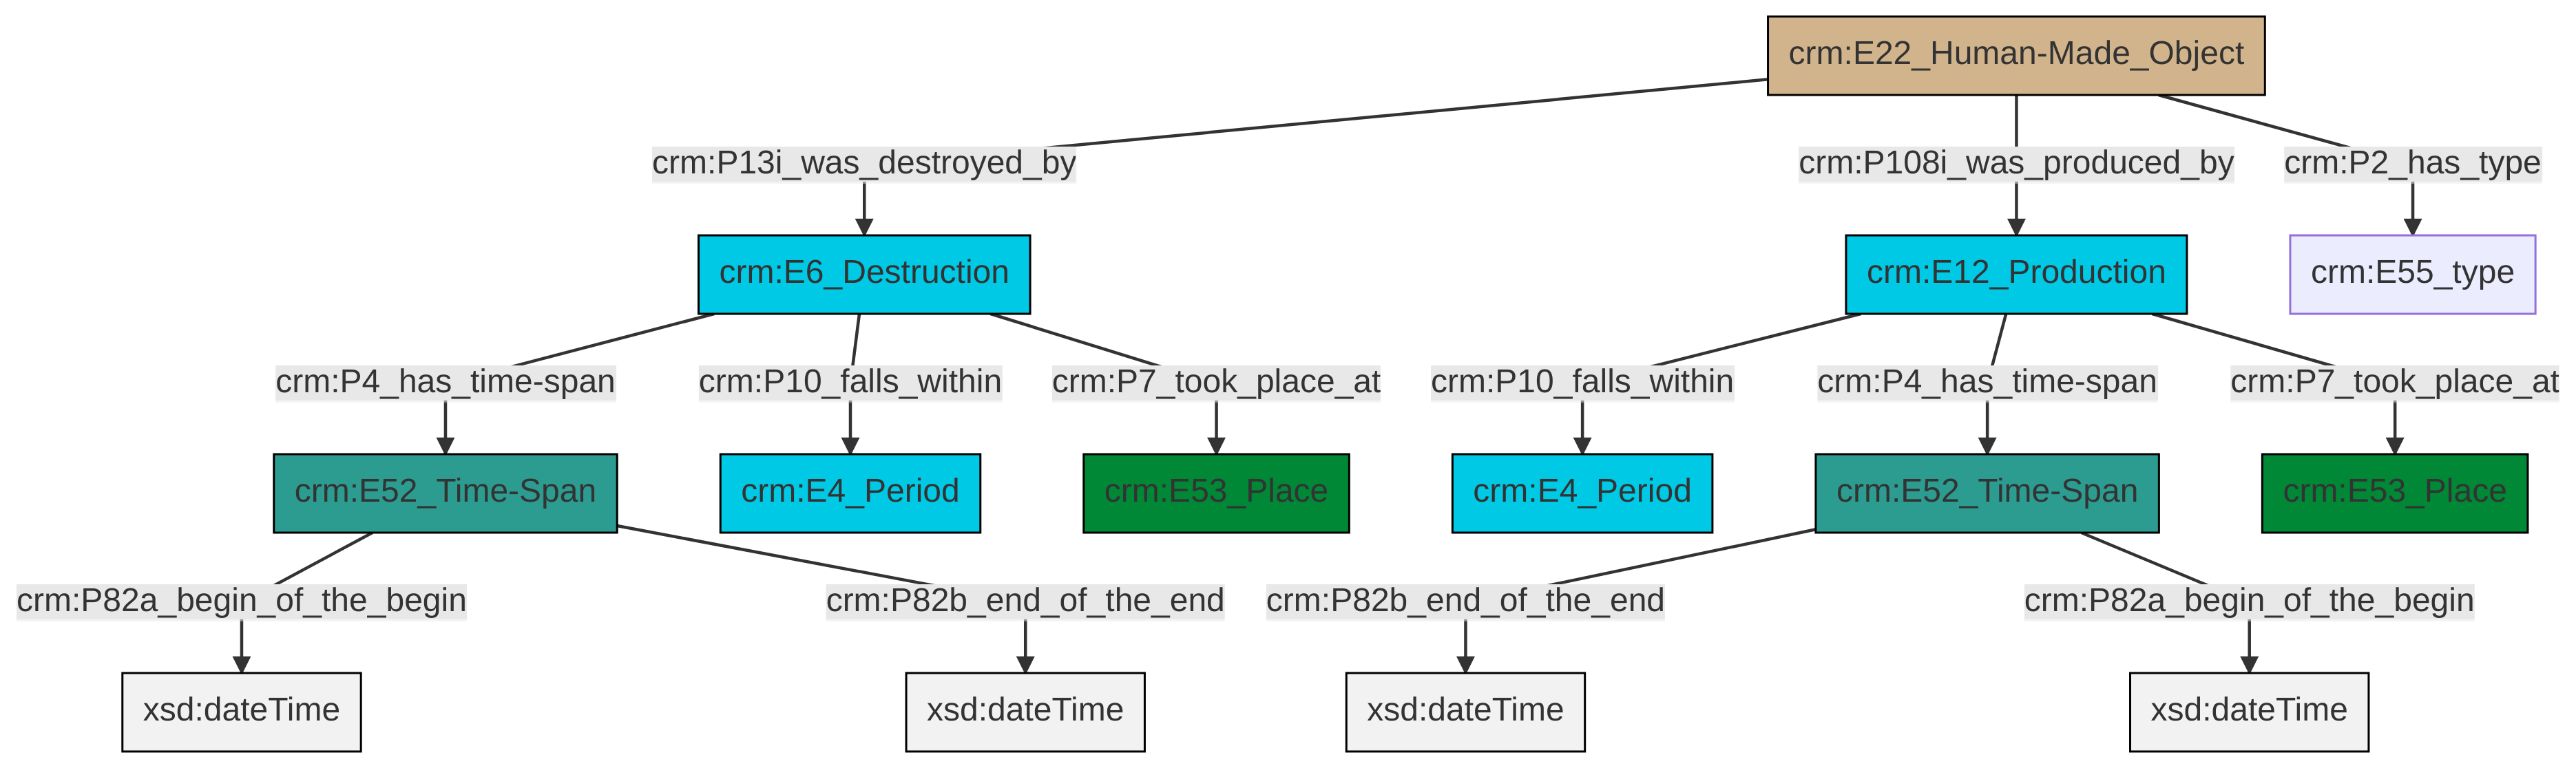 crm:E22_Human-Made_Object
crm:P13i_was_destroyed_by
crm:P108i_was_produced_by
crm:P2_has_type
crm:E6_Destruction
crm:E12_Production
crm:E55_type
crm:P4_has_time-span
crm:P10_falls_within
crm:P7_took_place_at
crm:P10_falls_within
crm:P4_has_time-span
crm:P7_took_place_at
crm:E52_Time-Span
crm:E4_Period
crm:E53_Place
crm:E4_Period
crm:E52_Time-Span
crm:E53_Place
crm:P82a_begin_of_the_begin
crm:P82b_end_of_the_end
crm:P82b_end_of_the_end
crm:P82a_begin_of_the_begin
xsd:dateTime
xsd:dateTime
xsd:dateTime
xsd:dateTime